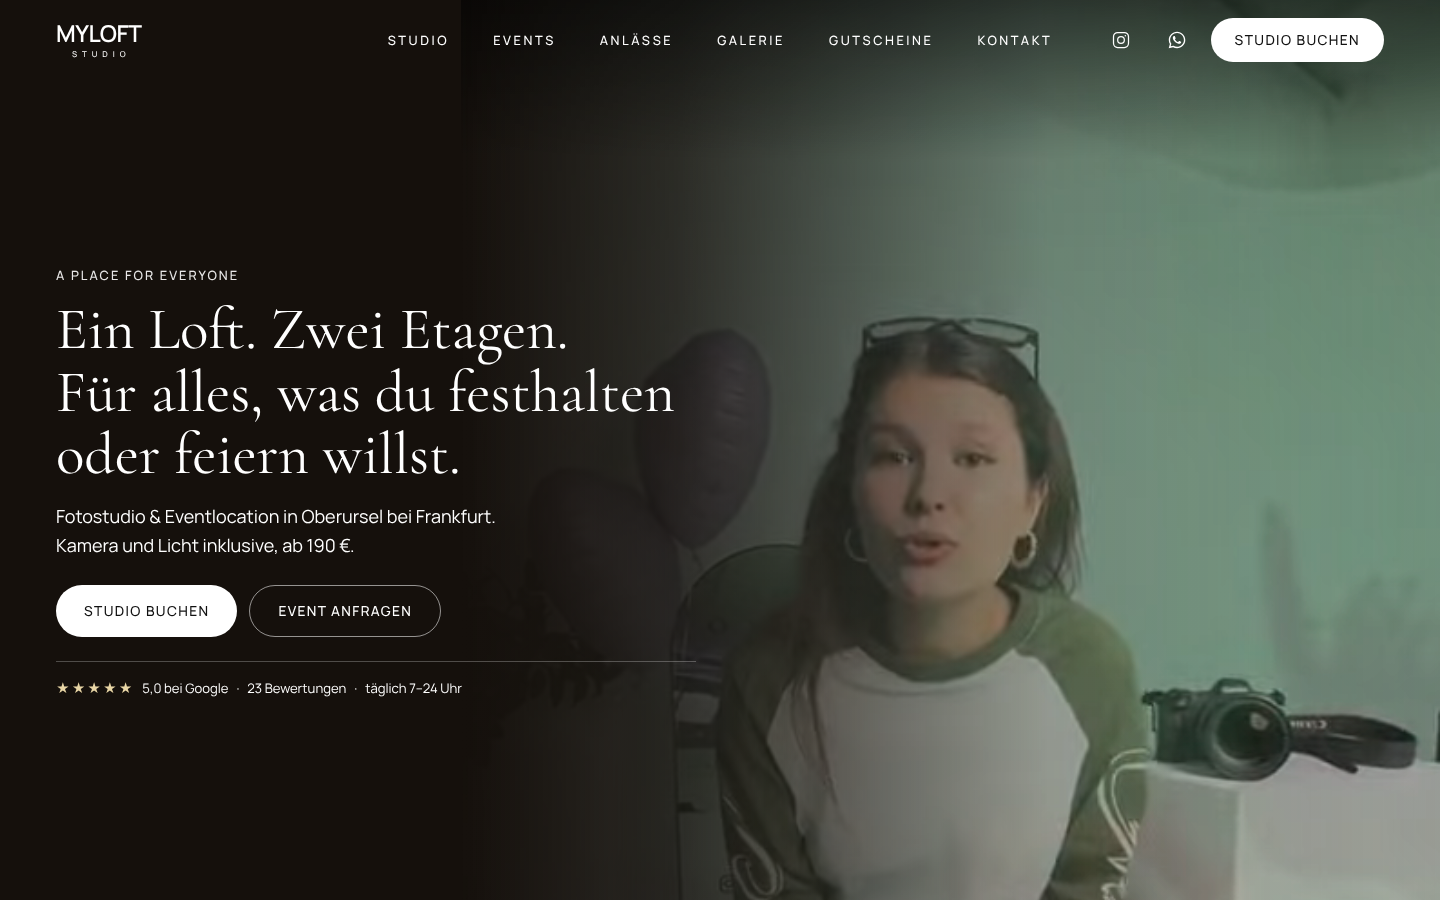 MYLOFT
STUDIO
STUDIO EVENTS ANLÄSSE GALERIE GUTSCHEINE KONTAKT STUDIO BUCHEN
A PLACE FOR EVERYONE
Ein Loft. Zwei Etagen.
Für alles, was du festhalten
oder feiern willst.
Fotostudio & Eventlocation in Oberursel bei Frankfurt.
Kamera und Licht inklusive, ab 190 €.
STUDIO BUCHEN EVENT ANFRAGEN
★★★★★ 5,0 bei Google · 23 Bewertungen · täglich 7–24 Uhr